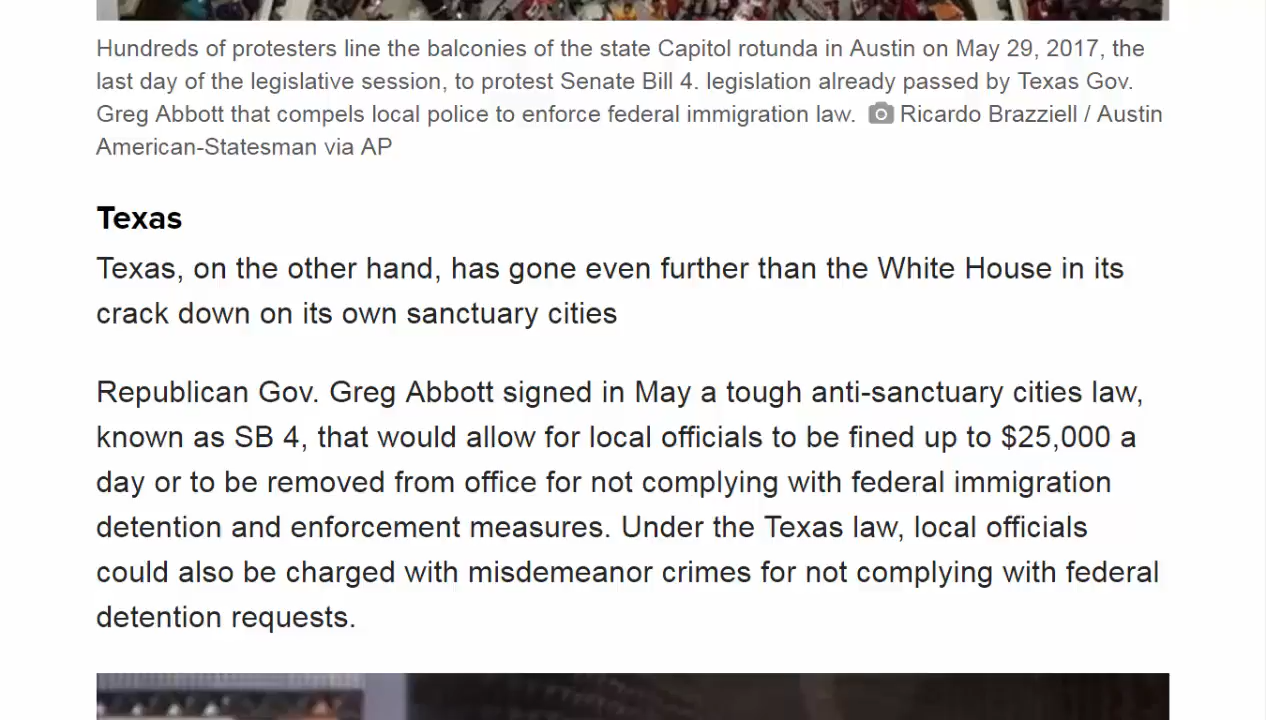 Hundreds of protesters line the balconies of the state Capitol rotunda in Austin on May 29, 2017, the
last day of the legislative session, to protest Senate Bill 4. legislation already passed by Texas Gov.
Greg Abbott that compels local police to enforce federal immigration law. Ricardo Brazziell / Austin
American-Statesman via AP
Texas
Texas, on the other hand, has gone even further than the White House in its
crack down on its own sanctuary cities
Republican Gov. Greg Abbott signed in May a tough anti-sanctuary cities law,
known as SB 4, that would allow for local officials to be fined up to $25,000 a
day or to be removed from office for not complying with federal immigration
detention and enforcement measures. Under the Texas law, local officials
could also be charged with misdemeanor crimes for not complying with federal
detention requests.